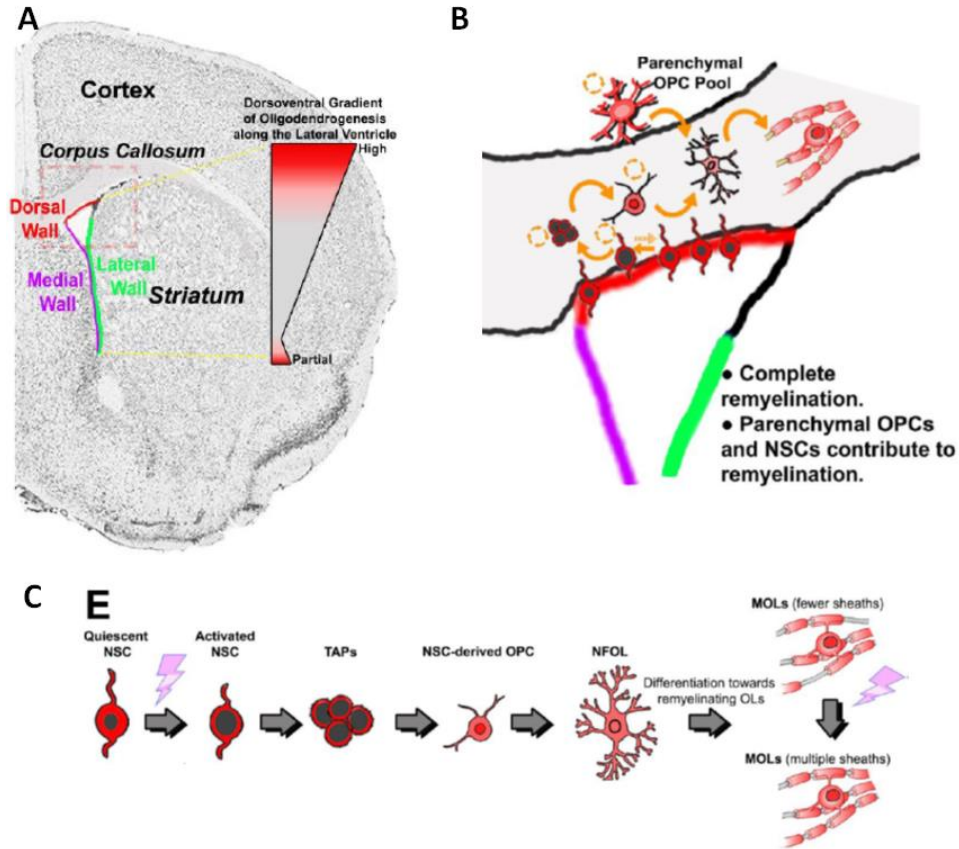 A
Cortex
Dorsoventral Gradient
of Oligodendrogenesis
along the Lateral Ventricle
High
Corpus Callosum
Dorsal
Wall
Medial
Wall
Lateral
Wall
Striatum
Partial
B
Parenchymal
OPC Pool
● Complete
remyelination.
● Parenchymal OPCs
and NSCs contribute to
remyelination.
C
E
Quiescent
NSC
Activated
NSC
TAPs
NSC-derived OPC
NFOL
Differentiation towards
remyelinating OLs
MOLs (fewer sheaths)
MOLs (multiple sheaths)